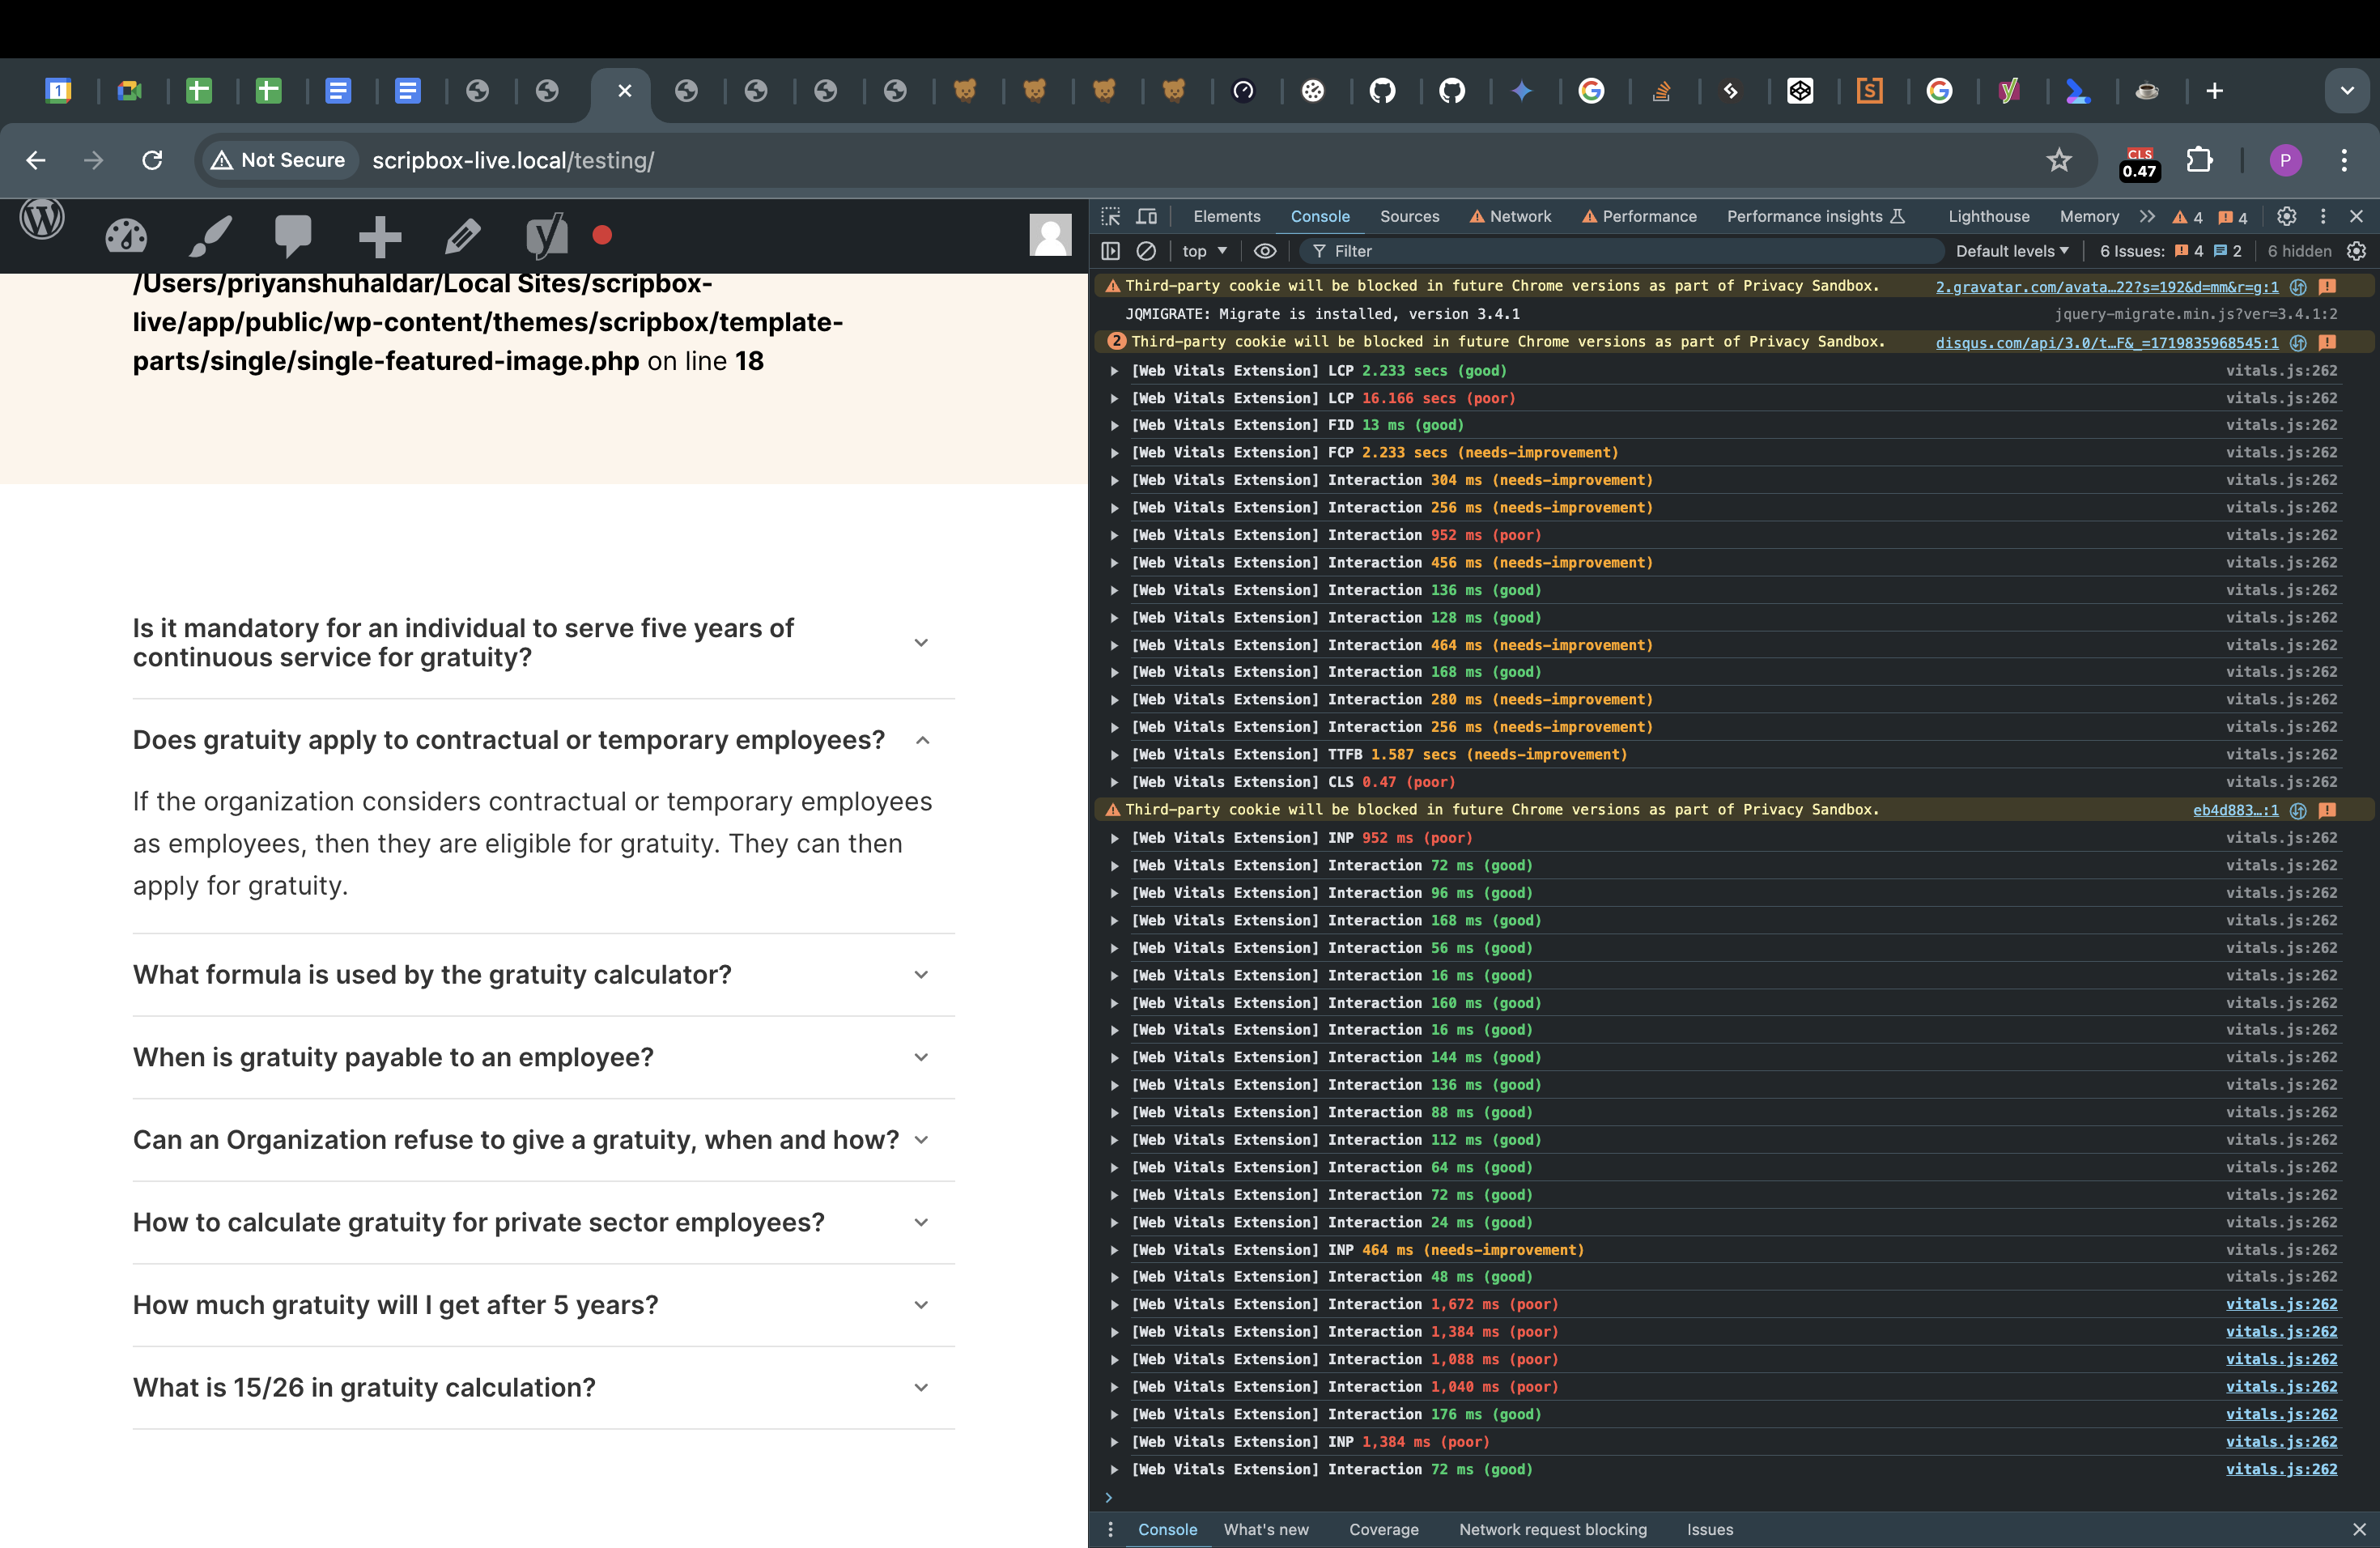 1
Not Secure
scripbox-live.local/testing/
CLS
0.47
P
/Users/priyanshuhaldar/Local Sites/scripbox-
live/app/public/wp-content/themes/scripbox/template-
parts/single/single-featured-image.php on line 18
Is it mandatory for an individual to serve five years of
continuous service for gratuity?
Does gratuity apply to contractual or temporary employees?
If the organization considers contractual or temporary employees
as employees, then they are eligible for gratuity. They can then
apply for gratuity.
What formula is used by the gratuity calculator?
When is gratuity payable to an employee?
Can an Organization refuse to give a gratuity, when and how?
How to calculate gratuity for private sector employees?
How much gratuity will I get after 5 years?
What is 15/26 in gratuity calculation?
Elements Console Sources Network Performance Performance insights Lighthouse Memory 4 4
top Filter Default levels 6 Issues: 4 2 6 hidden
Third-party cookie will be blocked in future Chrome versions as part of Privacy Sandbox. 2.gravatar.com/avata…22?s=192&d=mm&r=g:1
JQMIGRATE: Migrate is installed, version 3.4.1 jquery-migrate.min.js?ver=3.4.1:2
2 Third-party cookie will be blocked in future Chrome versions as part of Privacy Sandbox. disqus.com/api/3.0/t…F&_=1719835968545:1
[Web Vitals Extension] LCP 2.233 secs (good) vitals.js:262
[Web Vitals Extension] LCP 16.166 secs (poor) vitals.js:262
[Web Vitals Extension] FID 13 ms (good) vitals.js:262
[Web Vitals Extension] FCP 2.233 secs (needs-improvement) vitals.js:262
[Web Vitals Extension] Interaction 304 ms (needs-improvement) vitals.js:262
[Web Vitals Extension] Interaction 256 ms (needs-improvement) vitals.js:262
[Web Vitals Extension] Interaction 952 ms (poor) vitals.js:262
[Web Vitals Extension] Interaction 456 ms (needs-improvement) vitals.js:262
[Web Vitals Extension] Interaction 136 ms (good) vitals.js:262
[Web Vitals Extension] Interaction 128 ms (good) vitals.js:262
[Web Vitals Extension] Interaction 464 ms (needs-improvement) vitals.js:262
[Web Vitals Extension] Interaction 168 ms (good) vitals.js:262
[Web Vitals Extension] Interaction 280 ms (needs-improvement) vitals.js:262
[Web Vitals Extension] Interaction 256 ms (needs-improvement) vitals.js:262
[Web Vitals Extension] TTFB 1.587 secs (needs-improvement) vitals.js:262
[Web Vitals Extension] CLS 0.47 (poor) vitals.js:262
Third-party cookie will be blocked in future Chrome versions as part of Privacy Sandbox. eb4d883…:1
[Web Vitals Extension] INP 952 ms (poor) vitals.js:262
[Web Vitals Extension] Interaction 72 ms (good) vitals.js:262
[Web Vitals Extension] Interaction 96 ms (good) vitals.js:262
[Web Vitals Extension] Interaction 168 ms (good) vitals.js:262
[Web Vitals Extension] Interaction 56 ms (good) vitals.js:262
[Web Vitals Extension] Interaction 16 ms (good) vitals.js:262
[Web Vitals Extension] Interaction 160 ms (good) vitals.js:262
[Web Vitals Extension] Interaction 16 ms (good) vitals.js:262
[Web Vitals Extension] Interaction 144 ms (good) vitals.js:262
[Web Vitals Extension] Interaction 136 ms (good) vitals.js:262
[Web Vitals Extension] Interaction 88 ms (good) vitals.js:262
[Web Vitals Extension] Interaction 112 ms (good) vitals.js:262
[Web Vitals Extension] Interaction 64 ms (good) vitals.js:262
[Web Vitals Extension] Interaction 72 ms (good) vitals.js:262
[Web Vitals Extension] Interaction 24 ms (good) vitals.js:262
[Web Vitals Extension] INP 464 ms (needs-improvement) vitals.js:262
[Web Vitals Extension] Interaction 48 ms (good) vitals.js:262
[Web Vitals Extension] Interaction 1,672 ms (poor) vitals.js:262
[Web Vitals Extension] Interaction 1,384 ms (poor) vitals.js:262
[Web Vitals Extension] Interaction 1,088 ms (poor) vitals.js:262
[Web Vitals Extension] Interaction 1,040 ms (poor) vitals.js:262
[Web Vitals Extension] Interaction 176 ms (good) vitals.js:262
[Web Vitals Extension] INP 1,384 ms (poor) vitals.js:262
[Web Vitals Extension] Interaction 72 ms (good) vitals.js:262
Console What's new Coverage Network request blocking Issues